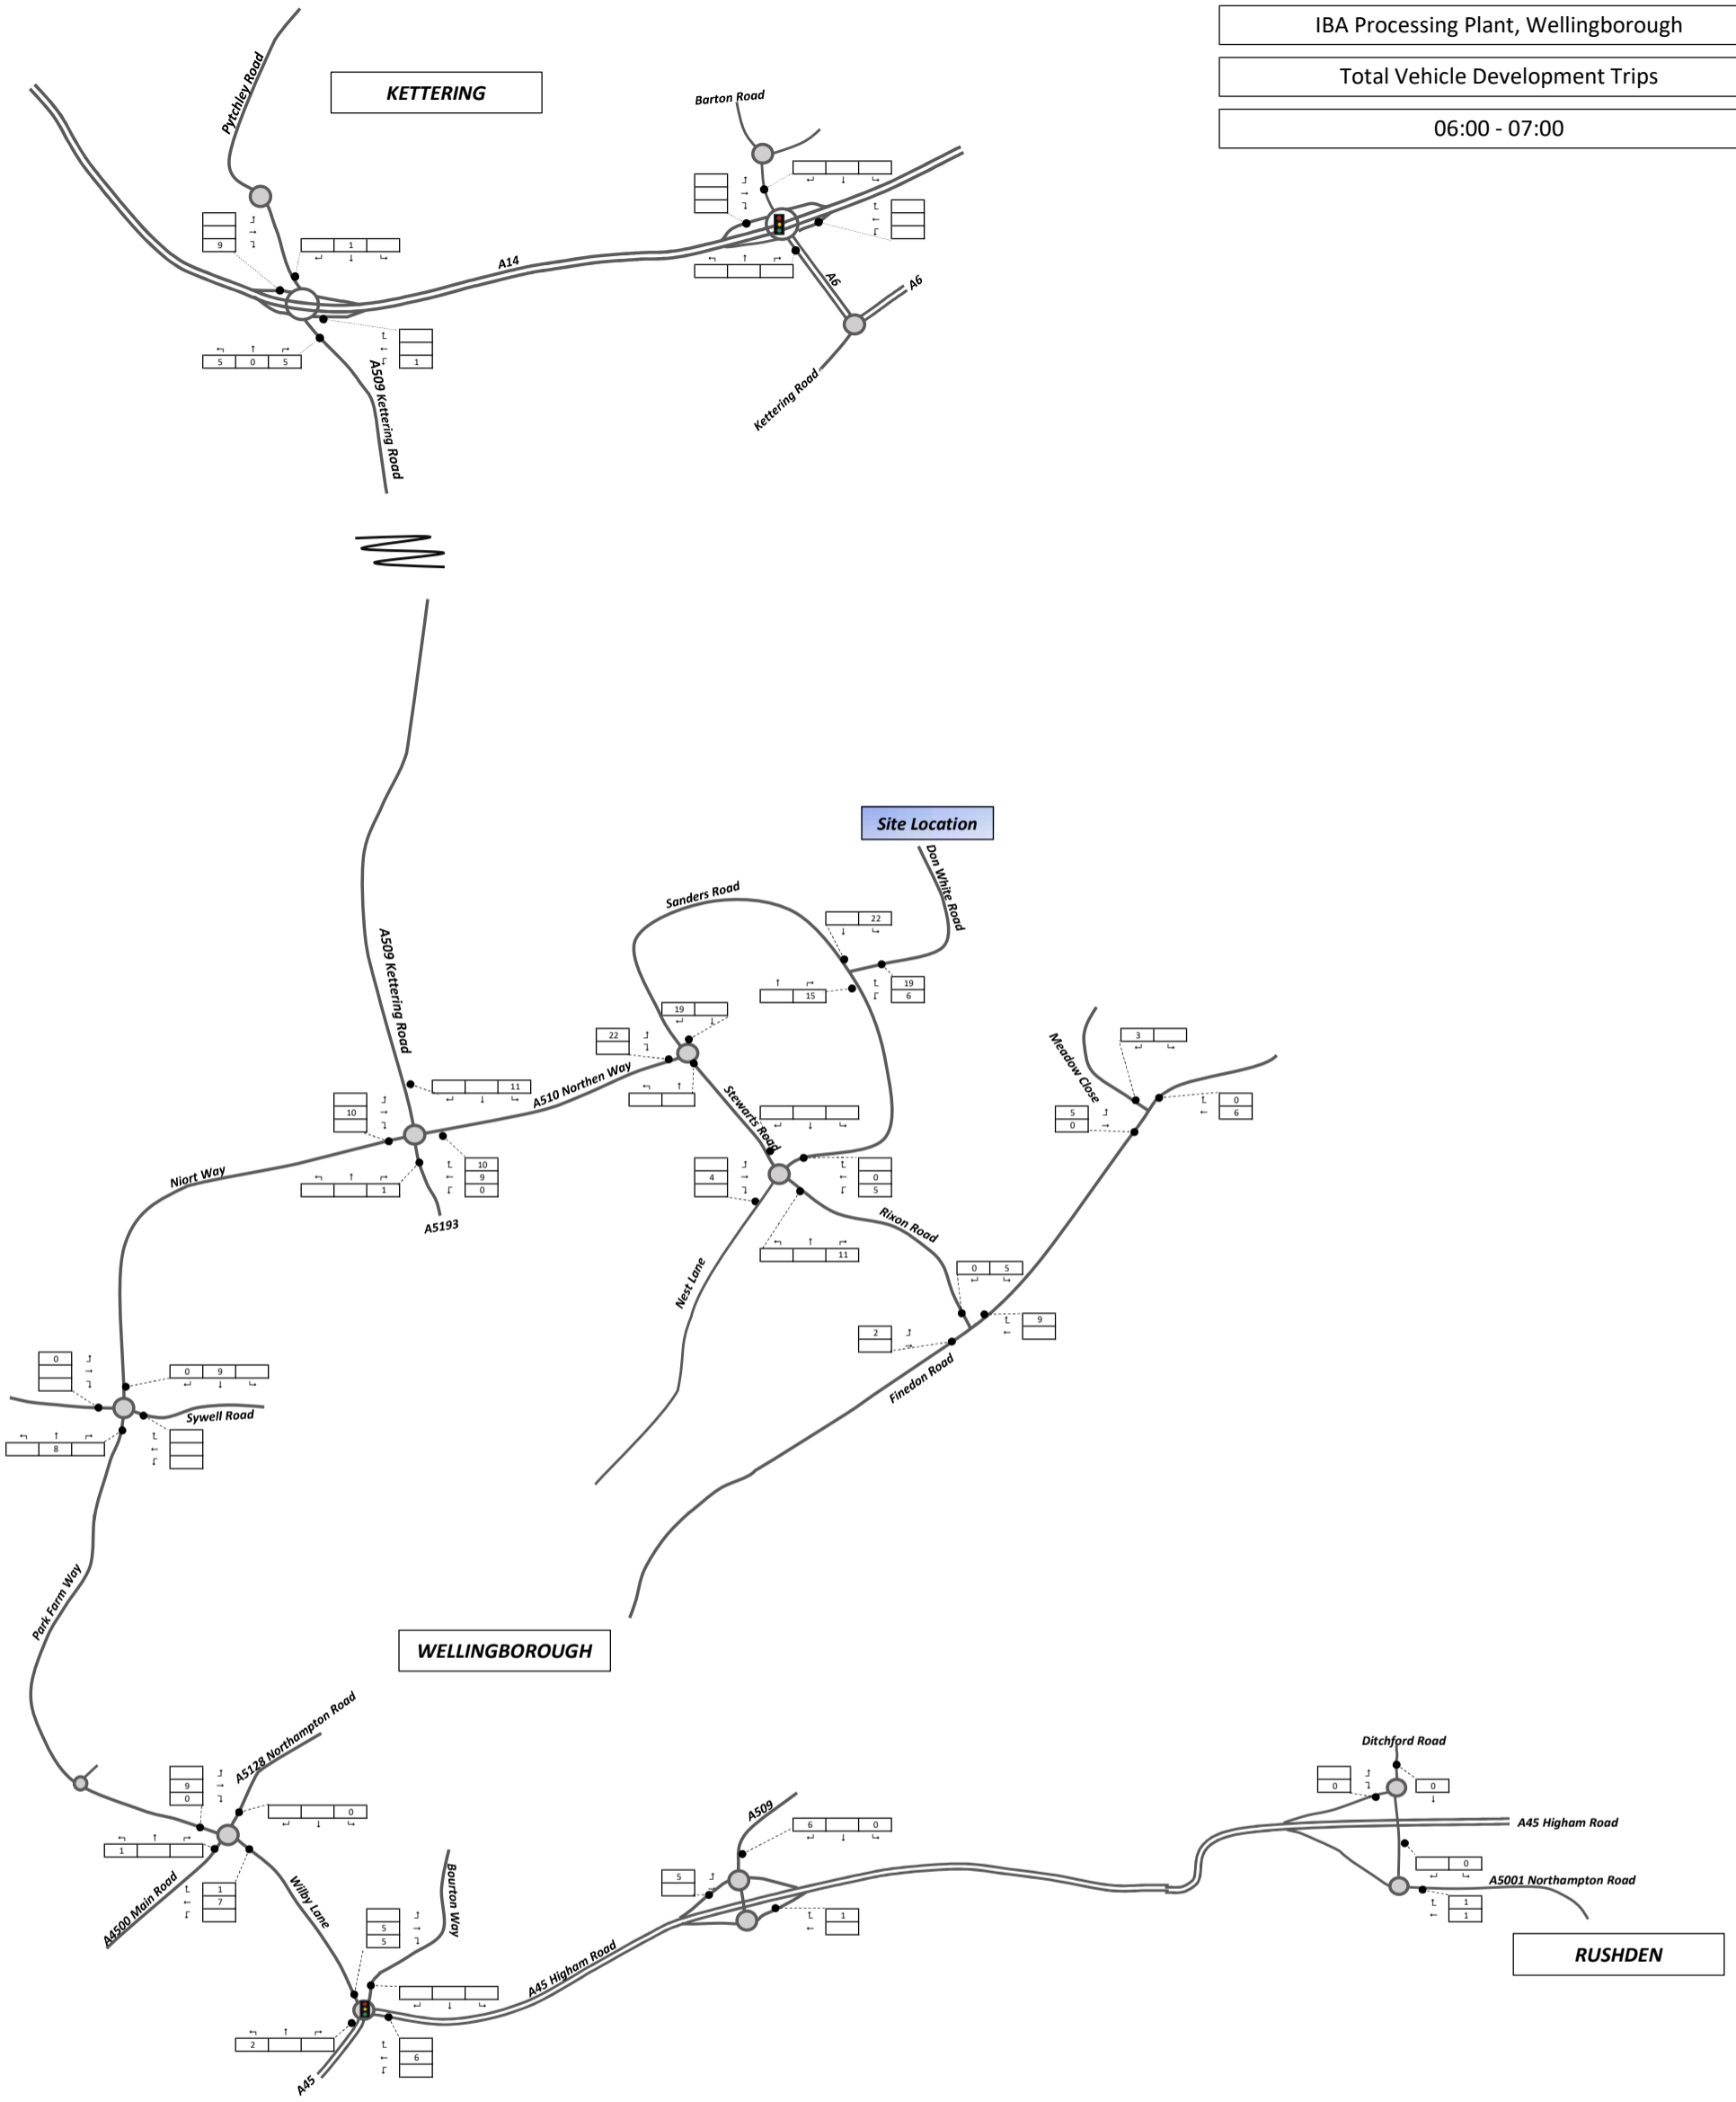 IBA Processing Plant, Wellingborough
Total Vehicle Development Trips
06:00 - 07:00
KETTERING
Pytchley Road
Barton Road
9
1
A14
A6
A6
5 0 5
1
A509 Kettering Road
Kettering Road
Site Location
Don White Road
Sanders Road
22
19
6
15
A509 Kettering Road
19
22
Meadow Close
3
A510 Northen Way
Stewarts Road
11
10
5
0
0
6
Niort Way
10
9
0
1
4
0
5
A5193
Rixon Road
11
Nest Lane
0 5
9
2
Finedon Road
0
0 9
Sywell Road
8
Park Farm Way
WELLINGBOROUGH
A5128 Northampton Road
9
0
0
1
A4500 Main Road
1
7
Wilby Lane
Bourton Way
5
5
A509
6 0
5
1
A45 Higham Road
2
6
A45
Ditchford Road
0
0
A45 Higham Road
0
A5001 Northampton Road
1
1
RUSHDEN